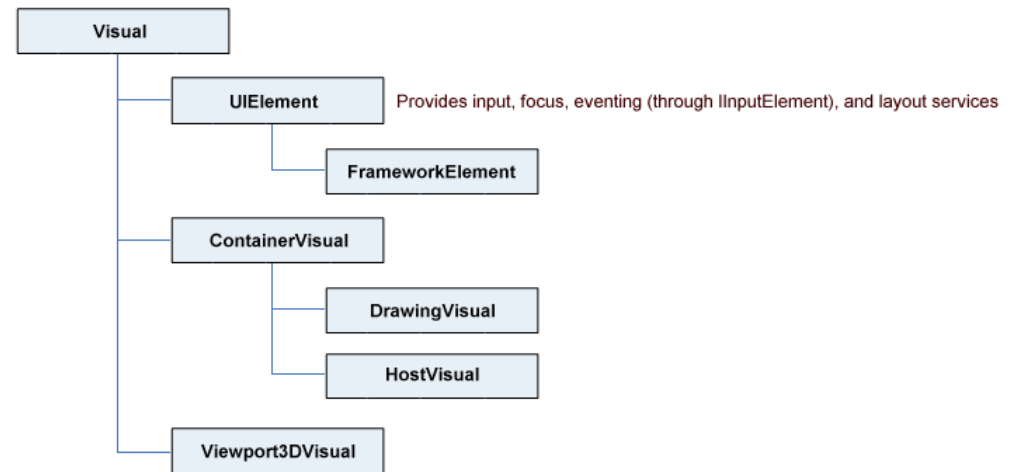 Visual
UIElement
Provides input, focus, eventing (through IInputElement), and layout services
FrameworkElement
ContainerVisual
DrawingVisual
HostVisual
Viewport3DVisual